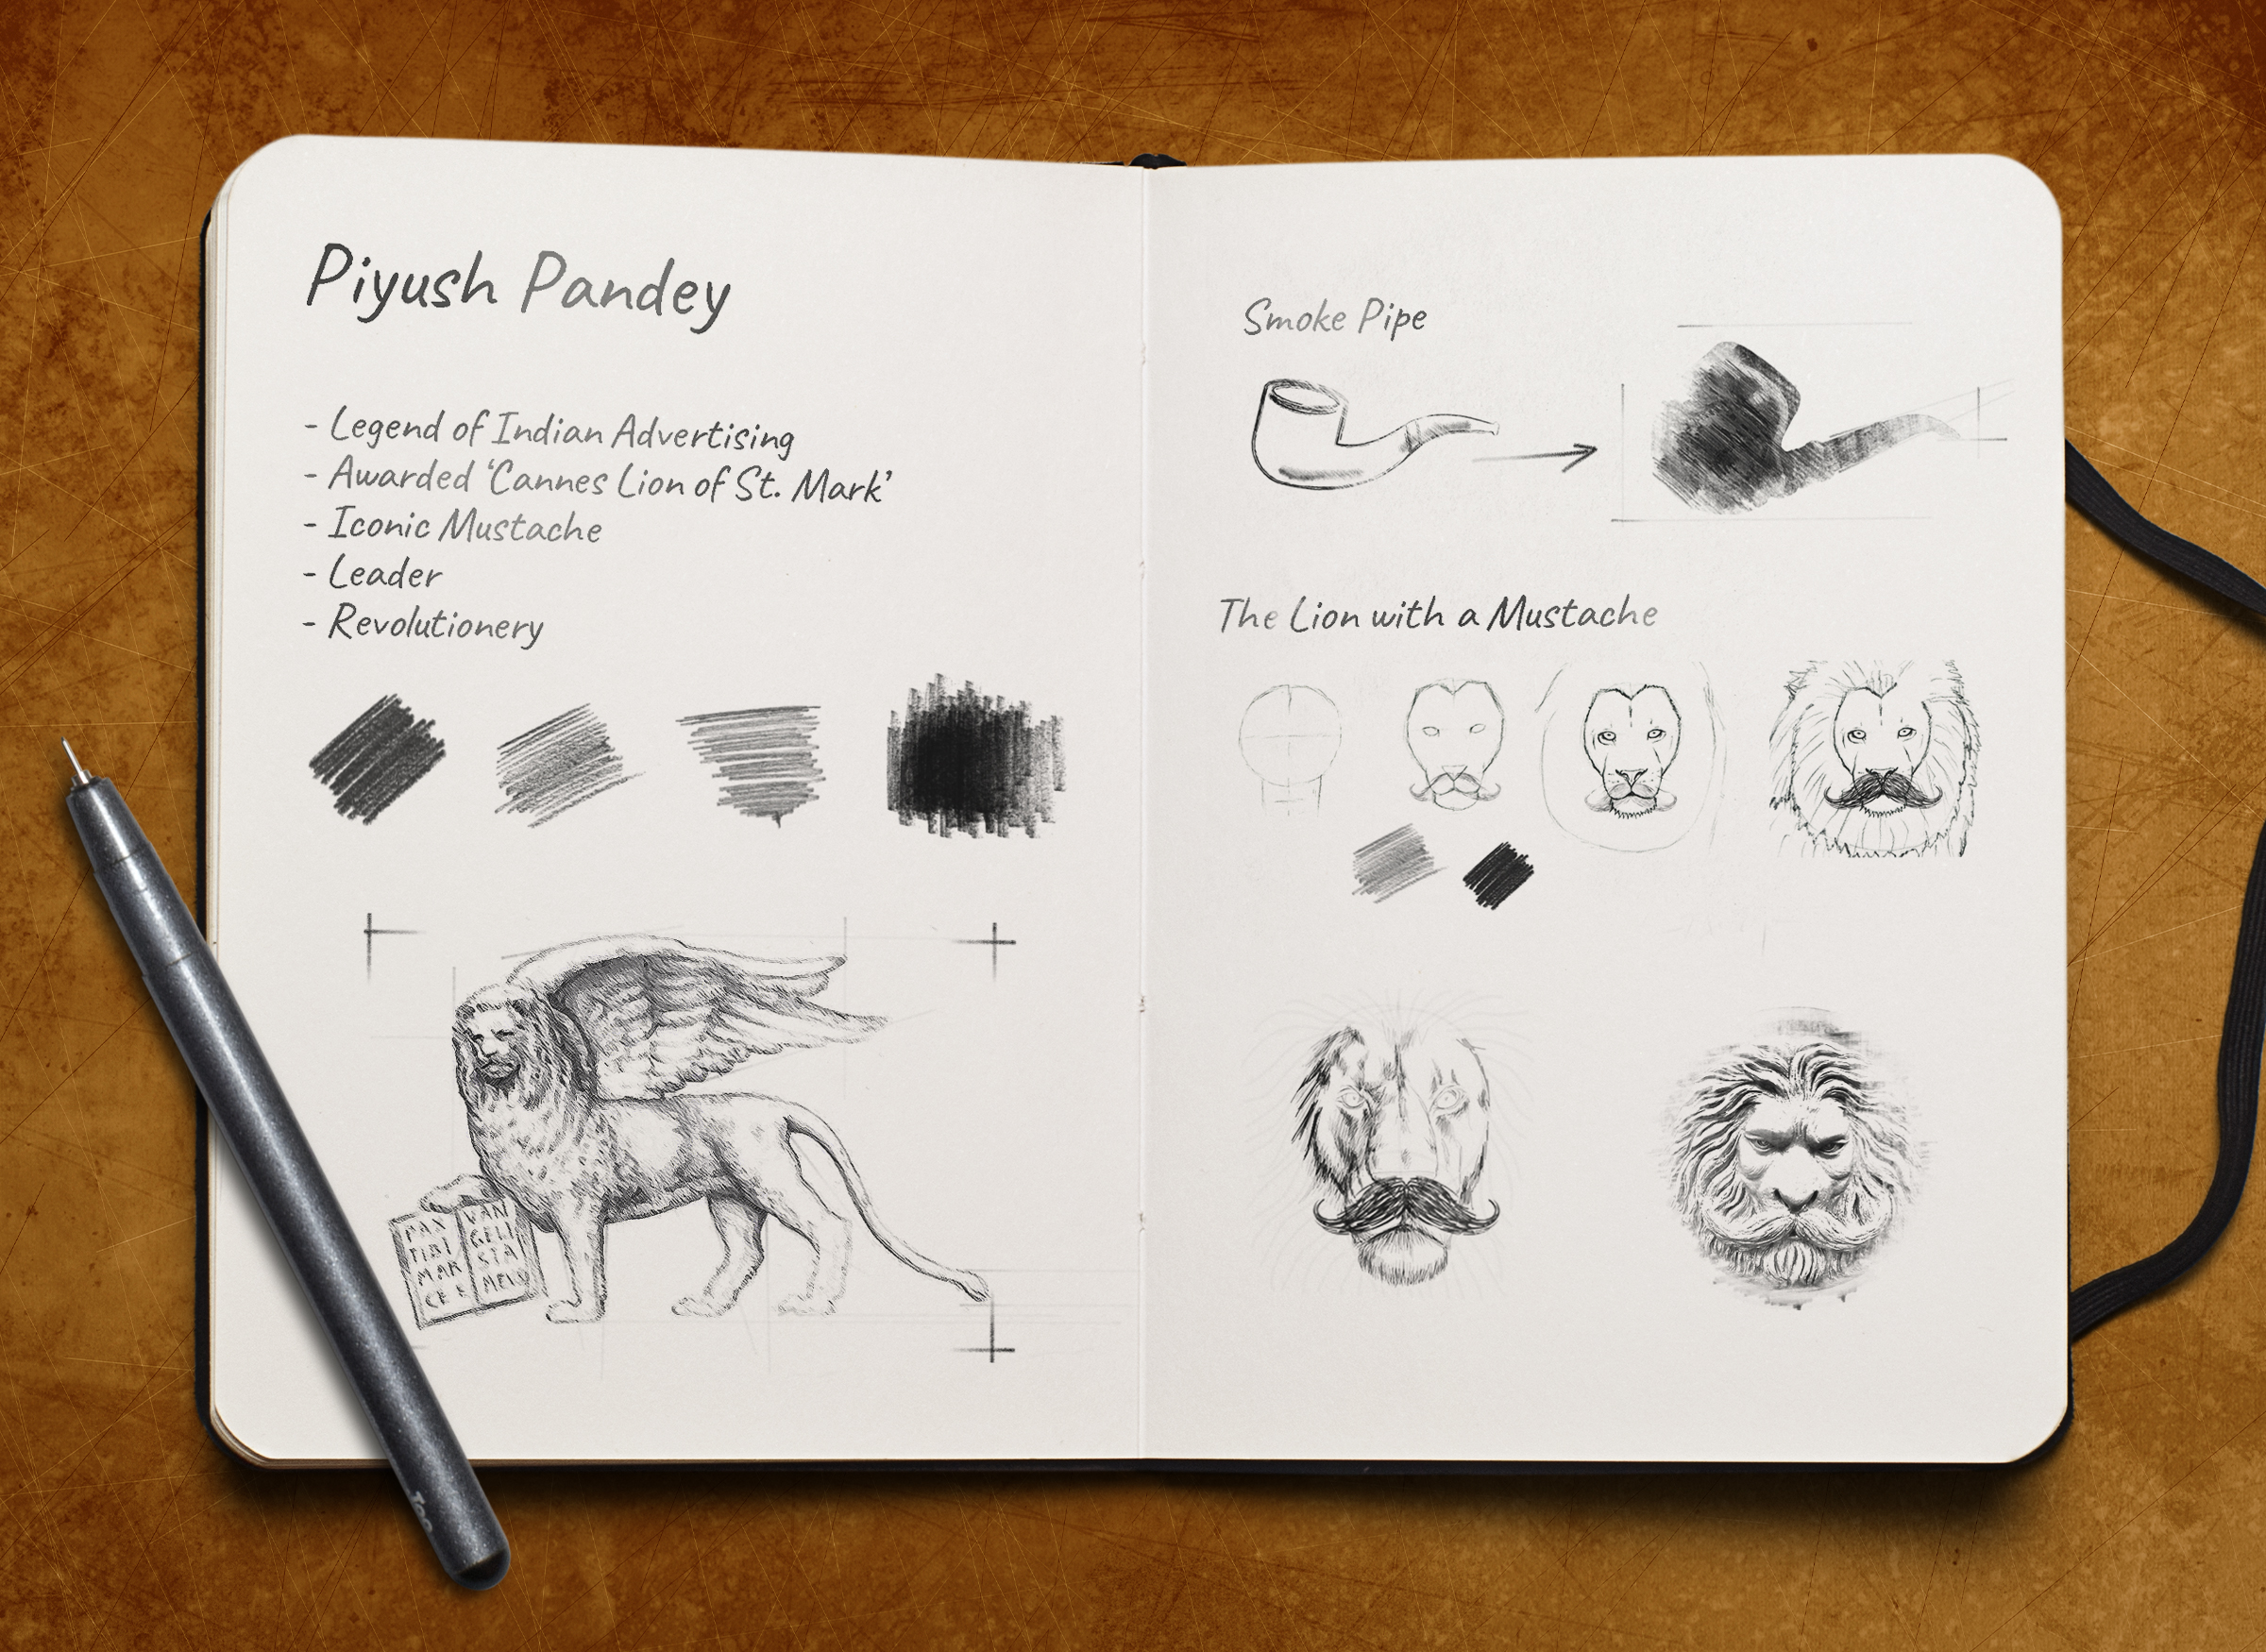 Piyush Pandey
- Legend of Indian Advertising
- Awarded 'Cannes Lion of St. Mark'
- Iconic Mustache
- Leader
- Revolutionery
PAX
TIBI
MAR
CE
VAN
GELI
STA
MEVS
Smoke Pipe
The Lion with a Mustache